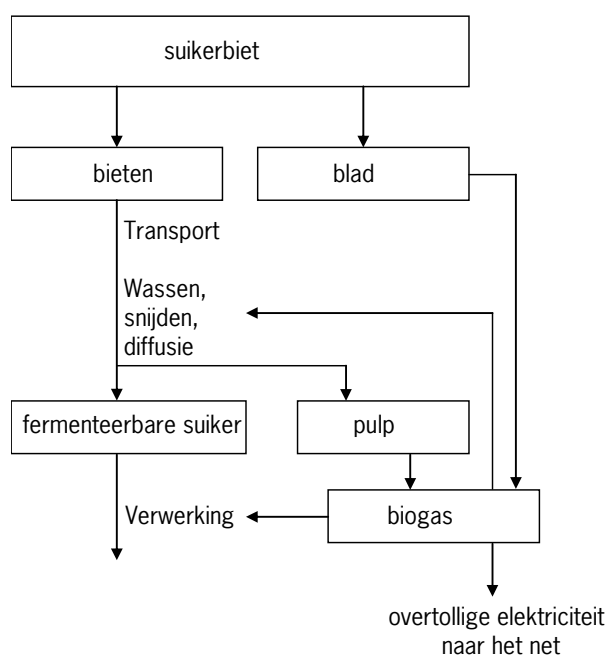 suikerbiet
bieten
blad
Transport
Wassen,
snijden,
diffusie
fermenteerbare suiker
pulp
Verwerking
biogas
overtollige elektriciteit
naar het net